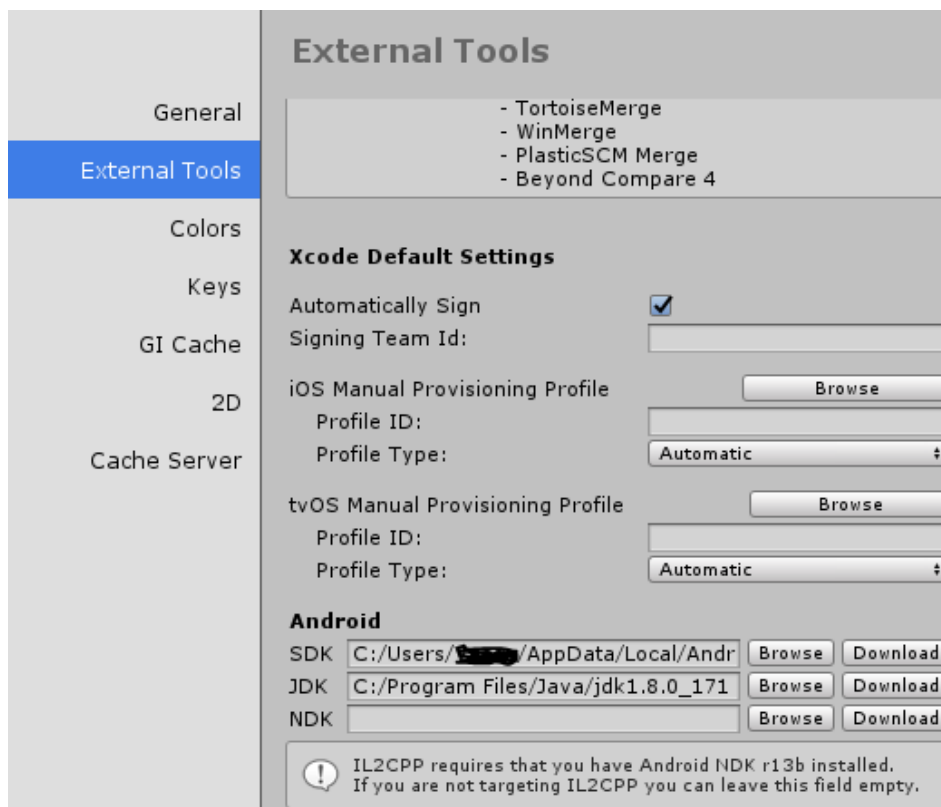 External Tools
General
External Tools
Colors
Keys
GI Cache
2D
Cache Server
- TortoiseMerge
- WinMerge
- PlasticSCM Merge
- Beyond Compare 4
Xcode Default Settings
Automatically Sign
Signing Team Id:
iOS Manual Provisioning Profile Browse
Profile ID:
Profile Type: Automatic
tvOS Manual Provisioning Profile Browse
Profile ID:
Profile Type: Automatic
Android
SDK C:/Users/ /AppData/Local/Andr Browse Download
JDK C:/Program Files/Java/jdk1.8.0_171 Browse Download
NDK Browse Download
IL2CPP requires that you have Android NDK r13b installed.
If you are not targeting IL2CPP you can leave this field empty.